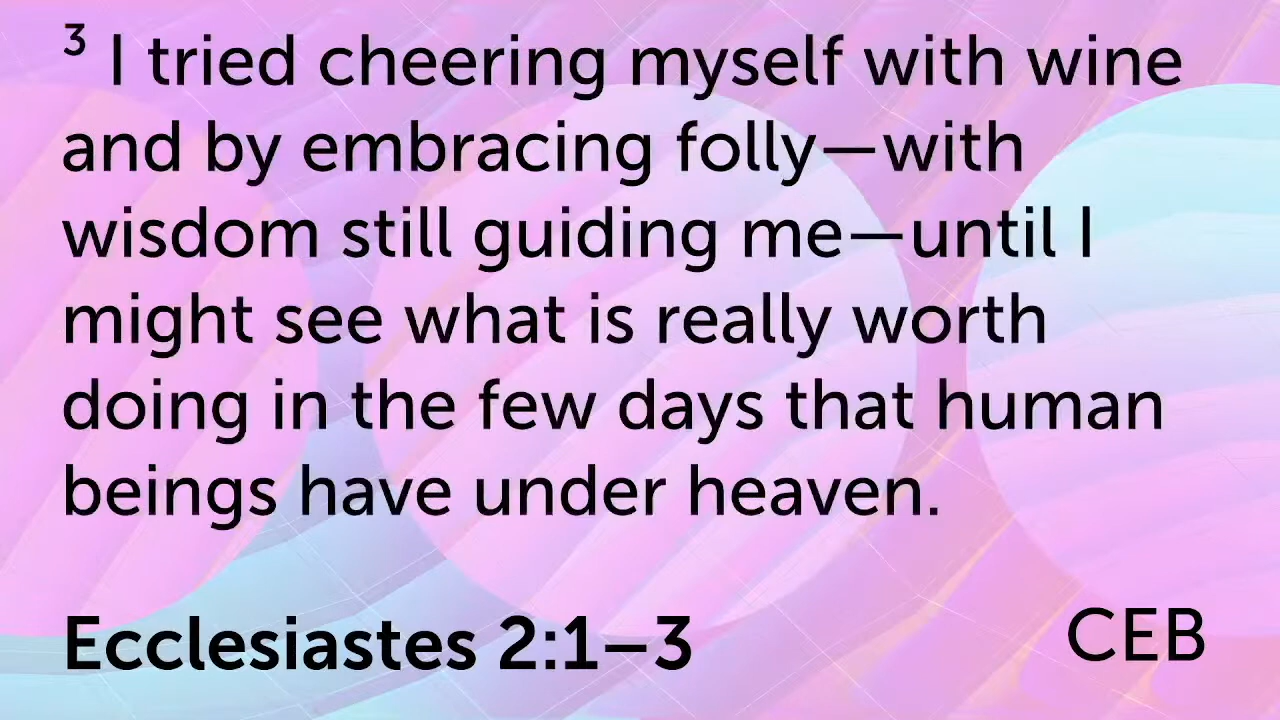 ³ I tried cheering myself with wine
and by embracing folly—with
wisdom still guiding me—until I
might see what is really worth
doing in the few days that human
beings have under heaven.
Ecclesiastes 2:1–3
CEB